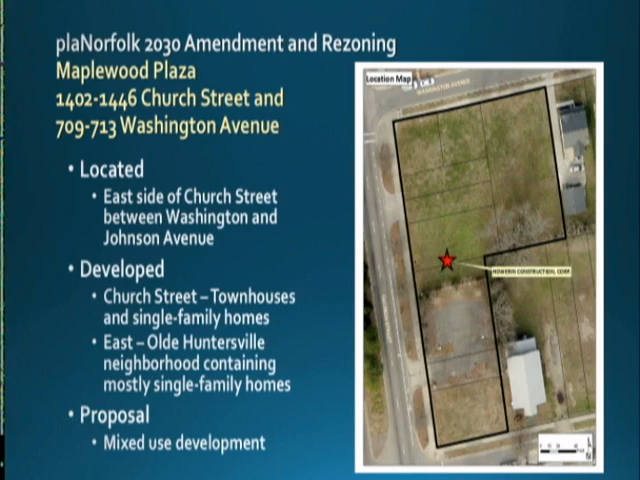 plaNorfolk 2030 Amendment and Rezoning
Maplewood Plaza
1402-1446 Church Street and
709-713 Washington Avenue
• Located
• East side of Church Street
between Washington and
Johnson Avenue
• Developed
• Church Street – Townhouses
and single-family homes
• East – Olde Huntersville
neighborhood containing
mostly single-family homes
• Proposal
• Mixed use development
Location Map
WASHINGTON AVENUE
HOWERIN CONSTRUCTION, CORP.